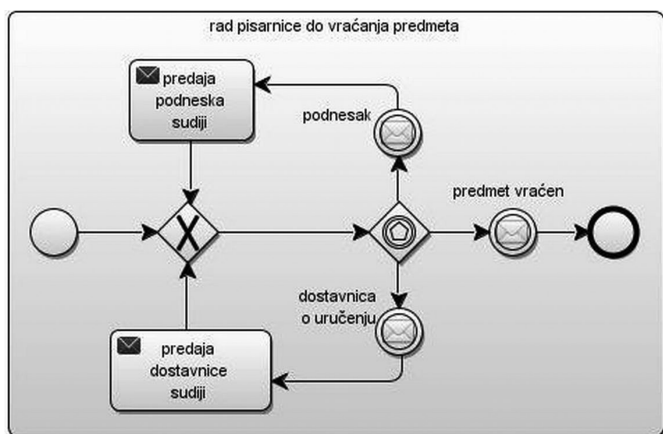 rad pisarnice do vraćanja predmeta
predaja
podneska
sudiji
podnesak
predmet vraćen
dostavnica
o uručenju
predaja
dostavnice
sudiji